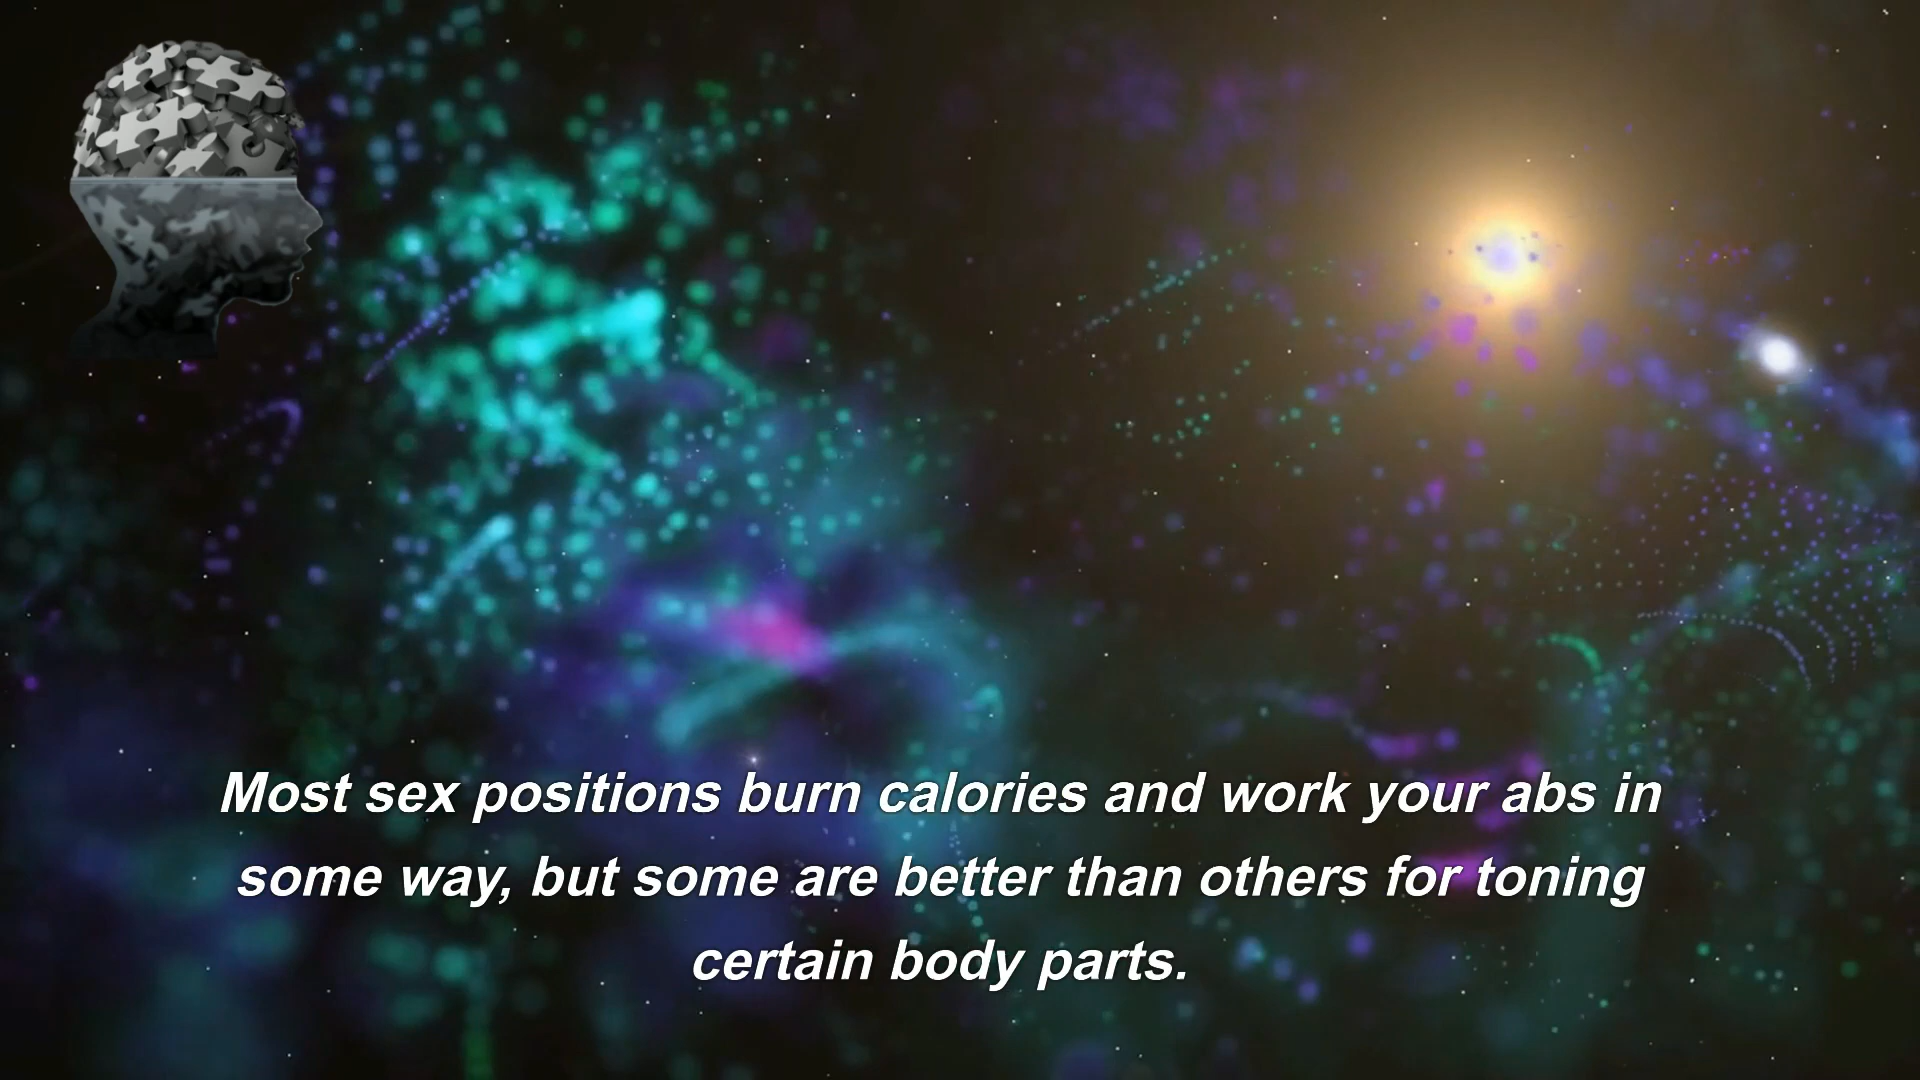 Most sex positions burn calories and work your abs in
some way, but some are better than others for toning
certain body parts.